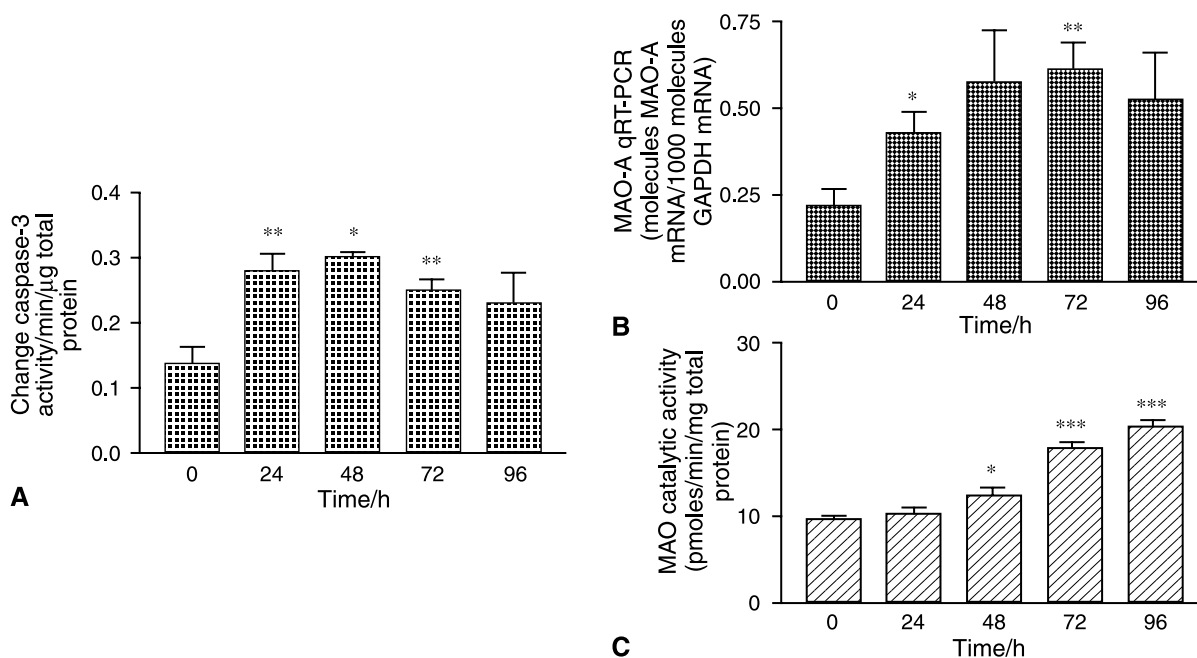 Change caspase-3
activity/min/µg total
protein
0.4
0.3
0.2
0.1
0.0
**
*
**
0
24
48
72
96
Time/h
A
MAO-A qRT-PCR
(molecules MAO-A
mRNA/1000 molecules
GAPDH mRNA)
0.75
0.50
0.25
0.00
*
**
0
24
48
72
96
Time/h
B
MAO catalytic activity
(pmoles/min/mg total
protein)
30
20
10
0
*
***
***
0
24
48
72
96
Time/h
C